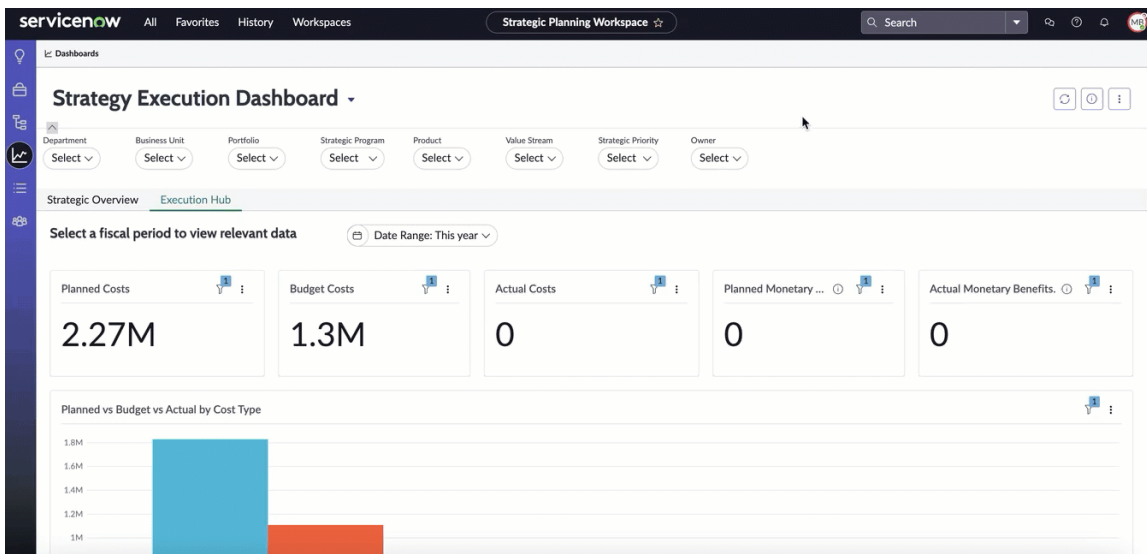 servicenow All Favorites History Workspaces Strategic Planning Workspace Search MR
Dashboards
Strategy Execution Dashboard
Department Business Unit Portfolio Strategic Program Product Value Stream Strategic Priority Owner
Select Select Select Select Select Select Select Select
Strategic Overview Execution Hub
Select a fiscal period to view relevant data Date Range: This year
Planned Costs 1 Budget Costs 1 Actual Costs 1 Planned Monetary ... 1 Actual Monetary Benefits. 1
2.27M 1.3M 0 0 0
Planned vs Budget vs Actual by Cost Type 1
1.8M
1.6M
1.4M
1.2M
1M